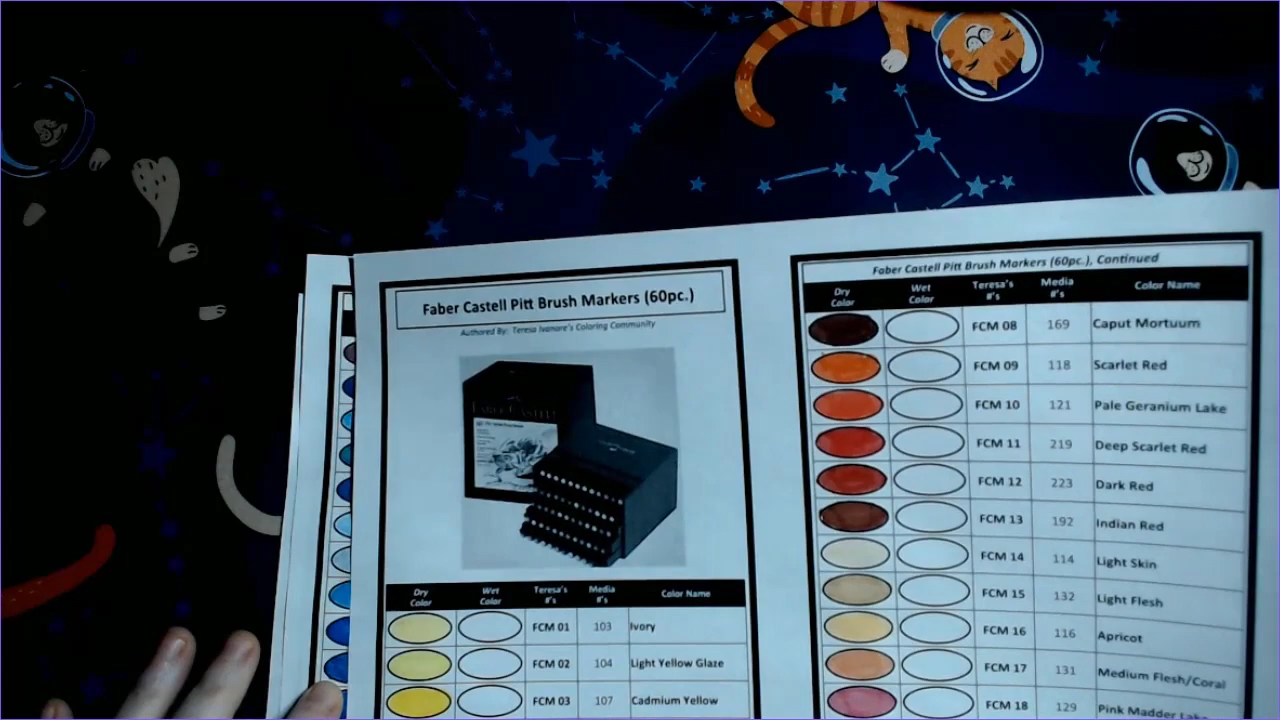 Faber Castell Pitt Brush Markers (60pc.)
Authored By: Teresa Ivanore's Coloring Community
FABER-CASTELL
Dry Color Wet Color Teresa's #'s Media #'s Color Name
FCM 01 103 Ivory
FCM 02 104 Light Yellow Glaze
FCM 03 107 Cadmium Yellow
Faber Castell Pitt Brush Markers (60pc.), Continued
Dry Color Wet Color Teresa's #'s Media #'s Color Name
FCM 08 169 Caput Mortuum
FCM 09 118 Scarlet Red
FCM 10 121 Pale Geranium Lake
FCM 11 219 Deep Scarlet Red
FCM 12 223 Dark Red
FCM 13 192 Indian Red
FCM 14 114 Light Skin
FCM 15 132 Light Flesh
FCM 16 116 Apricot
FCM 17 131 Medium Flesh/Coral
FCM 18 129 Pink Madder Lake